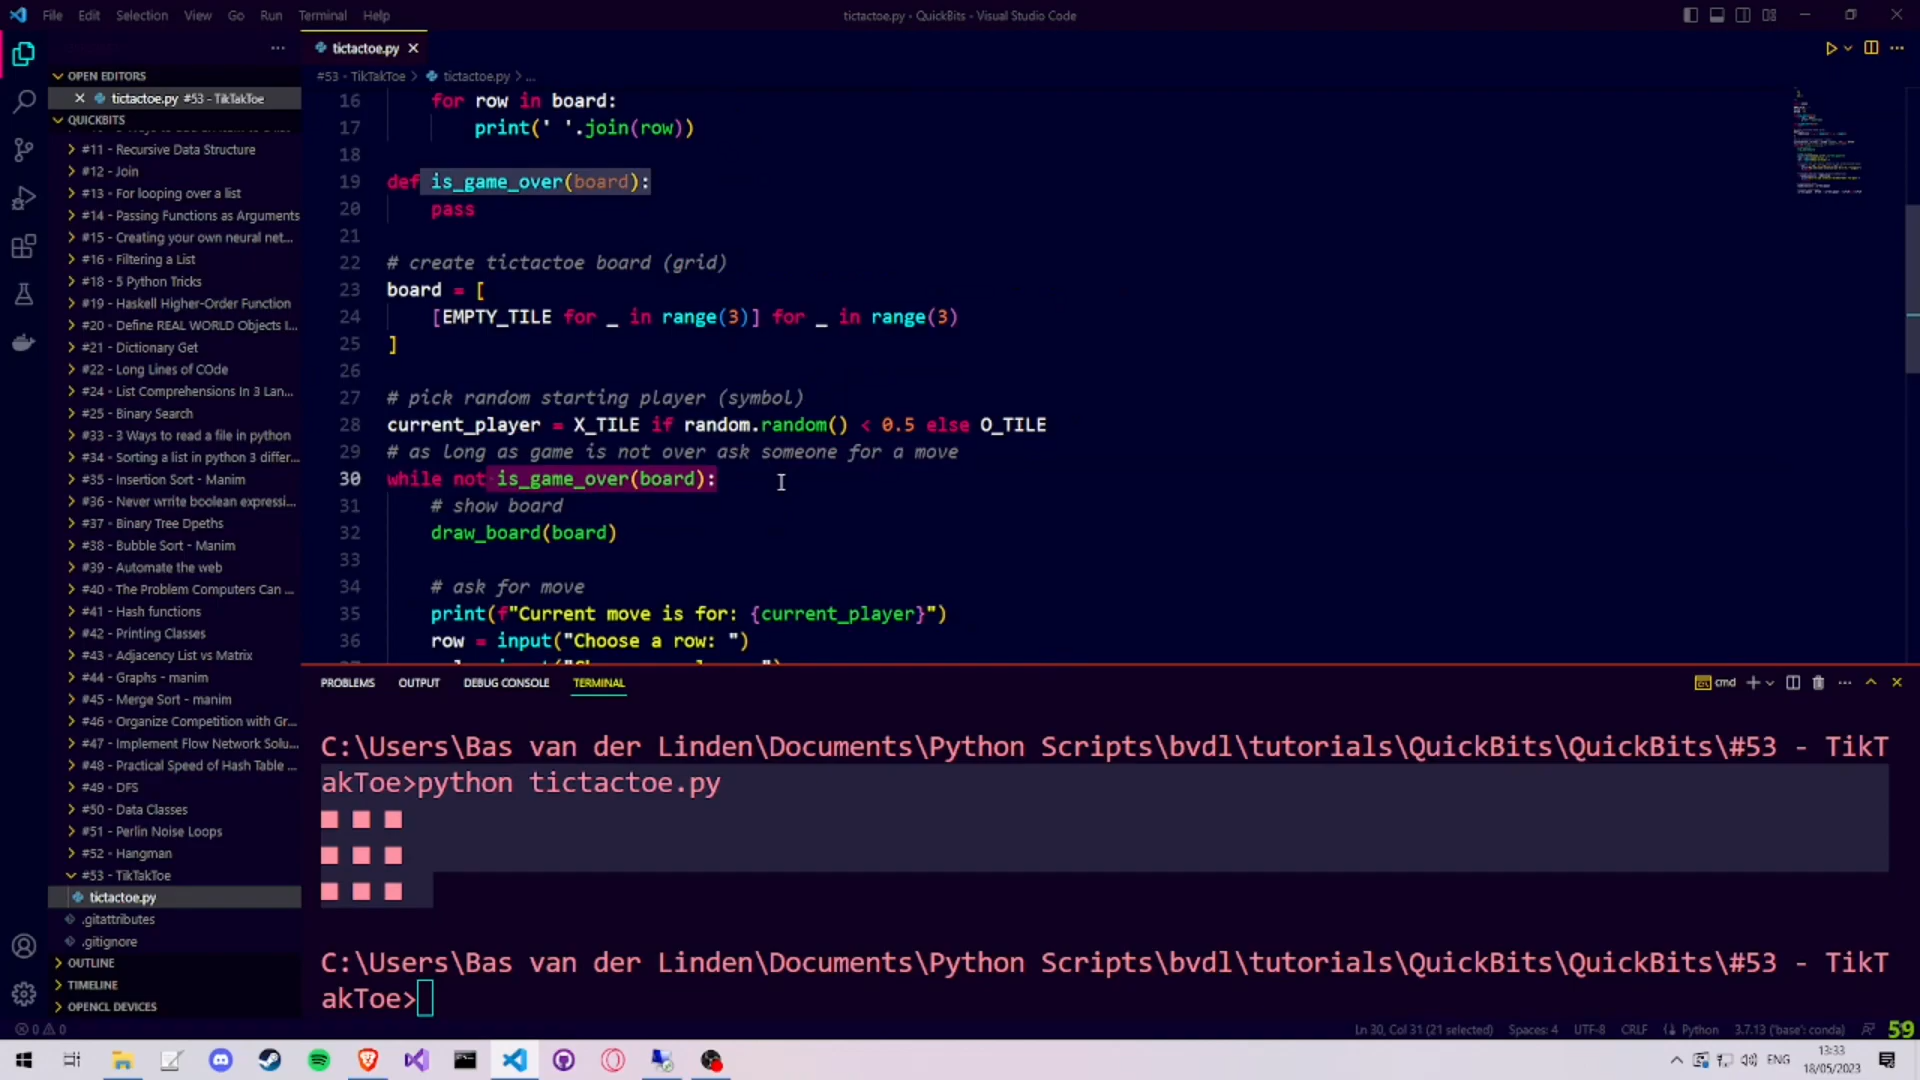 File Edit Selection View Go Run Terminal Help
tictactoe.py - QuickBits - Visual Studio Code
OPEN EDITORS
tictactoe.py #53 - TikTakToe
QUICKBITS
#11 - Recursive Data Structure
#12 - Join
#13 - For looping over a list
#14 - Passing Functions as Arguments
#15 - Creating your own neural net...
#16 - Filtering a List
#18 - 5 Python Tricks
#19 - Haskell Higher-Order Function
#20 - Define REAL WORLD Objects I...
#21 - Dictionary Get
#22 - Long Lines of COde
#24 - List Comprehensions In 3 Lan...
#25 - Binary Search
#33 - 3 Ways to read a file in python
#34 - Sorting a list in python 3 differ...
#35 - Insertion Sort - Manim
#36 - Never wrrite boolean expressi...
#37 - Binary Tree Dpeths
#38 - Bubble Sort - Manim
#39 - Automate the web
#40 - The Problem Computers Can ...
#41 - Hash functions
#42 - Printing Classes
#43 - Adjacency List vs Matrix
#44 - Graphs - manim
#45 - Merge Sort - manim
#46 - Organize Competition with Gr...
#47 - Implement Flow Network Solu...
#48 - Practical Speed of Hash Table ...
#49 - DFS
#50 - Data Classes
#51 - Perlin Noise Loops
#52 - Hangman
#53 - TikTakToe
tictactoe.py
.gitattributes
.gitignore
OUTLINE
TIMELINE
OPENCL DEVICES
tictactoe.py
#53 - TikTakToe > tictactoe.py > ...
16 for row in board:
17 print(' '.join(row))
18
19 def is_game_over(board):
20 pass
21
22 # create tictactoe board (grid)
23 board = [
24 [EMPTY_TILE for _ in range(3)] for _ in range(3)
25 ]
26
27 # pick random starting player (symbol)
28 current_player = X_TILE if random.random() < 0.5 else O_TILE
29 # as long as game is not over ask someone for a move
30 while not is_game_over(board):
31 # show board
32 draw_board(board)
33
34 # ask for move
35 print(f"Current move is for: {current_player}")
36 row = input("Choose a row: ")
PROBLEMS OUTPUT DEBUG CONSOLE TERMINAL
cmd
C:\Users\Bas van der Linden\Documents\Python Scripts\bvdl\tutorials\QuickBits\QuickBits\#53 - TikT
akToe>python tictactoe.py
■ ■ ■
■ ■ ■
■ ■ ■
C:\Users\Bas van der Linden\Documents\Python Scripts\bvdl\tutorials\QuickBits\QuickBits\#53 - TikT
akToe>
0 0
Ln 30, Col 31 (21 selected) Spaces: 4 UTF-8 CRLF Python 3.7.13 ('base': conda)
59
ENG
13:33
18/05/2023